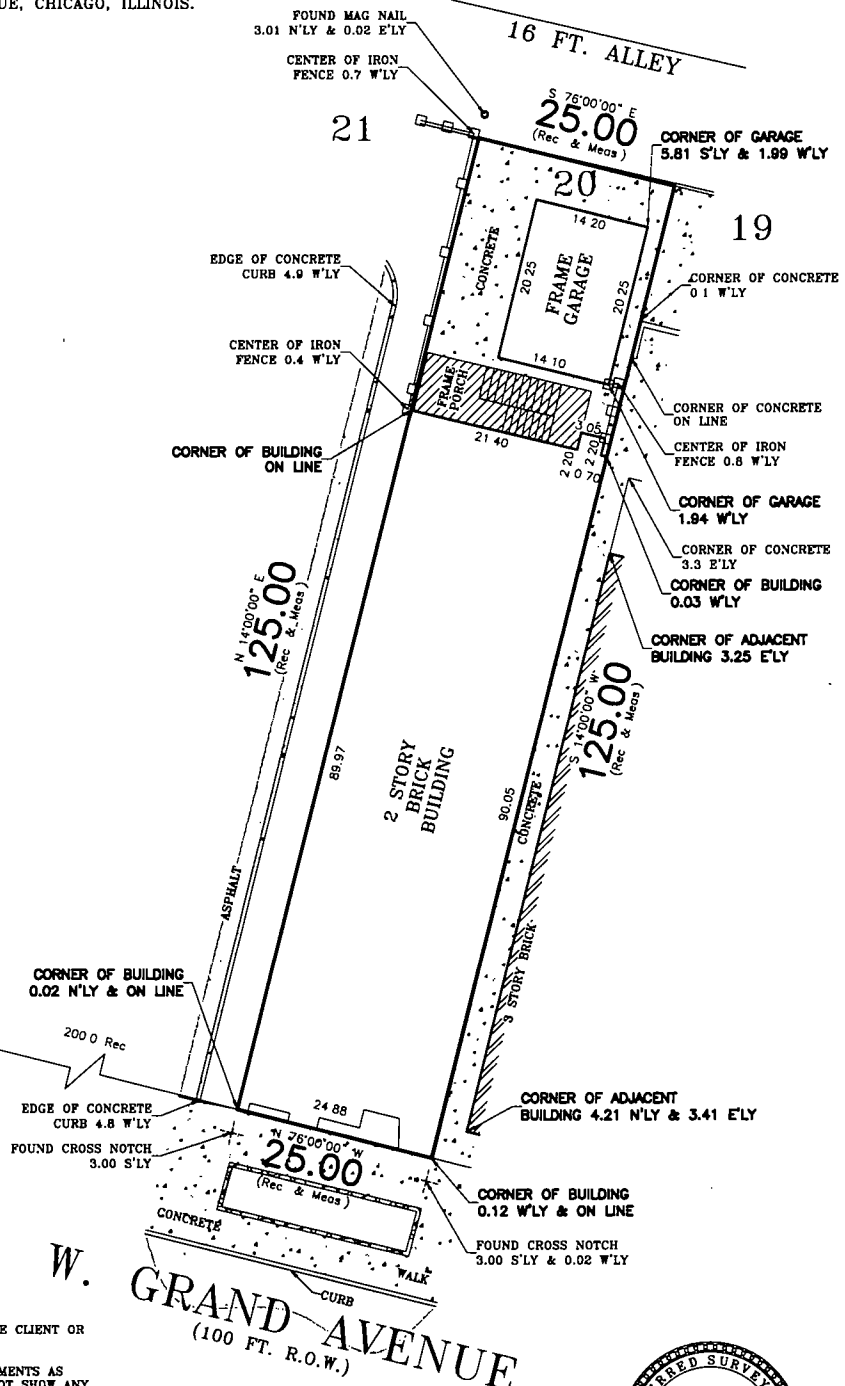 UE, CHICAGO, ILLINOIS.
FOUND MAG NAIL
3.01 N'LY & 0.02 E'LY
16 FT. ALLEY
CENTER OF IRON
FENCE 0.7 W'LY
S 76°00'00" E
25.00
(Rec & Meas)
21
20
19
CORNER OF GARAGE
5.81 S'LY & 1.99 W'LY
14 20
CONCRETE
20 25
FRAME
GARAGE
20 25
14 10
EDGE OF CONCRETE
CURB 4.9 W'LY
CORNER OF CONCRETE
0 1 W'LY
CENTER OF IRON
FENCE 0.4 W'LY
FRAME
PORCH
CORNER OF CONCRETE
ON LINE
CORNER OF BUILDING
ON LINE
21 40
3.05
2 20
2 20
2 0 70
CENTER OF IRON
FENCE 0.8 W'LY
CORNER OF GARAGE
1.94 W'LY
CORNER OF CONCRETE
3.3 E'LY
CORNER OF BUILDING
0.03 W'LY
CORNER OF ADJACENT
BUILDING 3.25 E'LY
N 14°00'00" E
125.00
(Rec & Meas)
S 14°00'00" W
125.00
(Rec & Meas)
89.97
2 STORY
BRICK
BUILDING
90.05
CONCRETE
ASPHALT
3 STORY BRICK
CORNER OF BUILDING
0.02 N'LY & ON LINE
200 0 Rec
24 88
EDGE OF CONCRETE
CURB 4.8 W'LY
CORNER OF ADJACENT
BUILDING 4.21 N'LY & 3.41 E'LY
FOUND CROSS NOTCH
3.00 S'LY
N 76°00'00" W
25.00
(Rec & Meas)
CORNER OF BUILDING
0.12 W'LY & ON LINE
FOUND CROSS NOTCH
3.00 S'LY & 0.02 W'LY
CONCRETE
WALK
CURB
W. GRAND AVENUE
(100 FT. R.O.W.)
E CLIENT OR
MENTS AS
OT SHOW ANY
RRED SURVEY